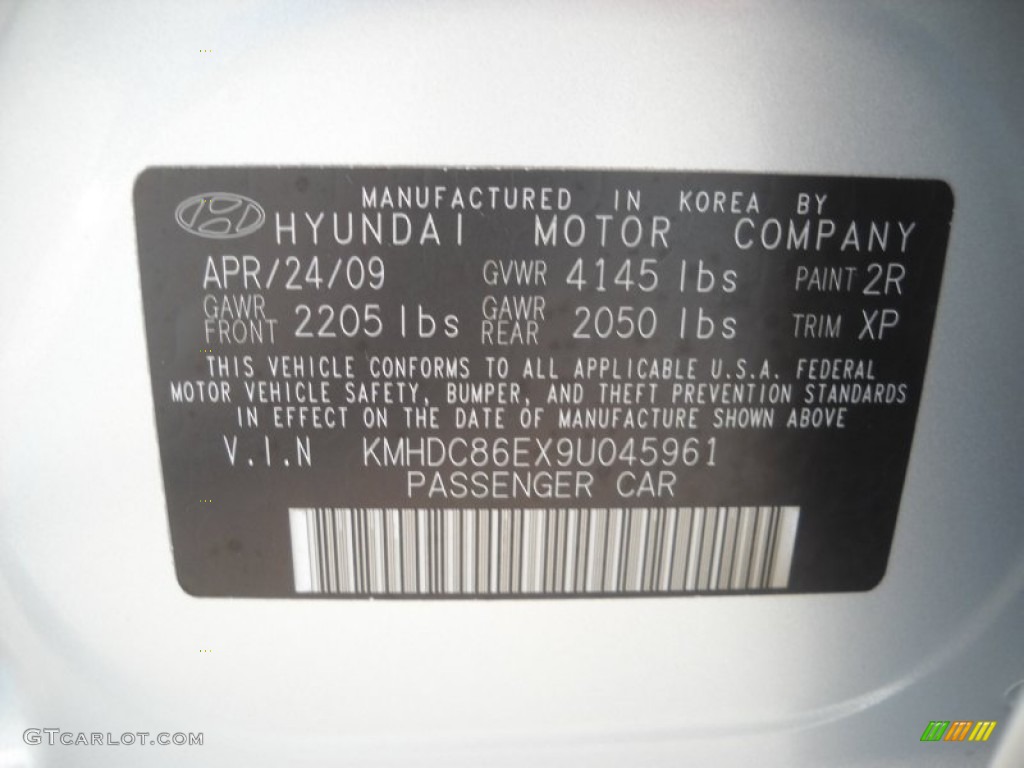 MANUFACTURED IN KOREA BY
HYUNDAI MOTOR COMPANY
APR/24/09 GVWR 4145 lbs PAINT 2R
GAWR FRONT 2205 lbs GAWR REAR 2050 lbs TRIM XP
THIS VEHICLE CONFORMS TO ALL APPLICABLE U.S.A. FEDERAL
MOTOR VEHICLE SAFETY, BUMPER, AND THEFT PREVENTION STANDARDS
IN EFFECT ON THE DATE OF MANUFACTURE SHOWN ABOVE
V.I.N KMHDC86EX9U045961
PASSENGER CAR
GTCARLOT.COM